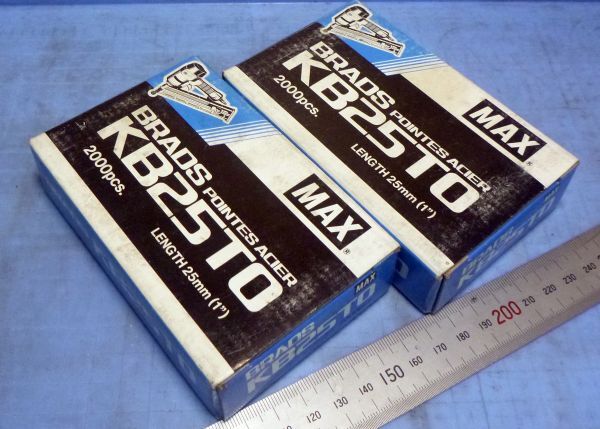 BRADS POINTES ACIER
KB25TO
2000pcs.
LENGTH 25mm (1")
MAX
BRADS
KB25TO
MAX
BRADS POINTES ACIER
KB25TO
2000pcs.
LENGTH 25mm (1")
MAX
110 120 130 140 150 160 170 180 190 200 210 220 230 240